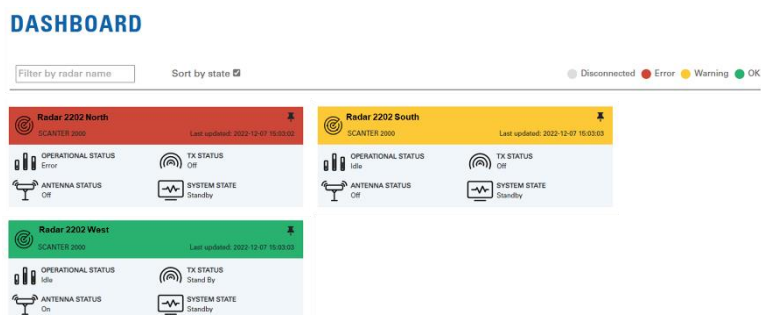 DASHBOARD
Filter by radar name Sort by state Disconnected Error Warning OK
Radar 2202 North
SCANTER 2000 Last updated: 2022-12-07 15:03:02
OPERATIONAL STATUS TX STATUS
Error Off
ANTENNA STATUS SYSTEM STATE
Off Standby
Radar 2202 South
SCANTER 2000 Last updated: 2022-12-07 15:03:03
OPERATIONAL STATUS TX STATUS
Idle Off
ANTENNA STATUS SYSTEM STATE
Off Standby
Radar 2202 West
SCANTER 2000 Last updated: 2022-12-07 15:03:03
OPERATIONAL STATUS TX STATUS
Idle Stand By
ANTENNA STATUS SYSTEM STATE
On Standby